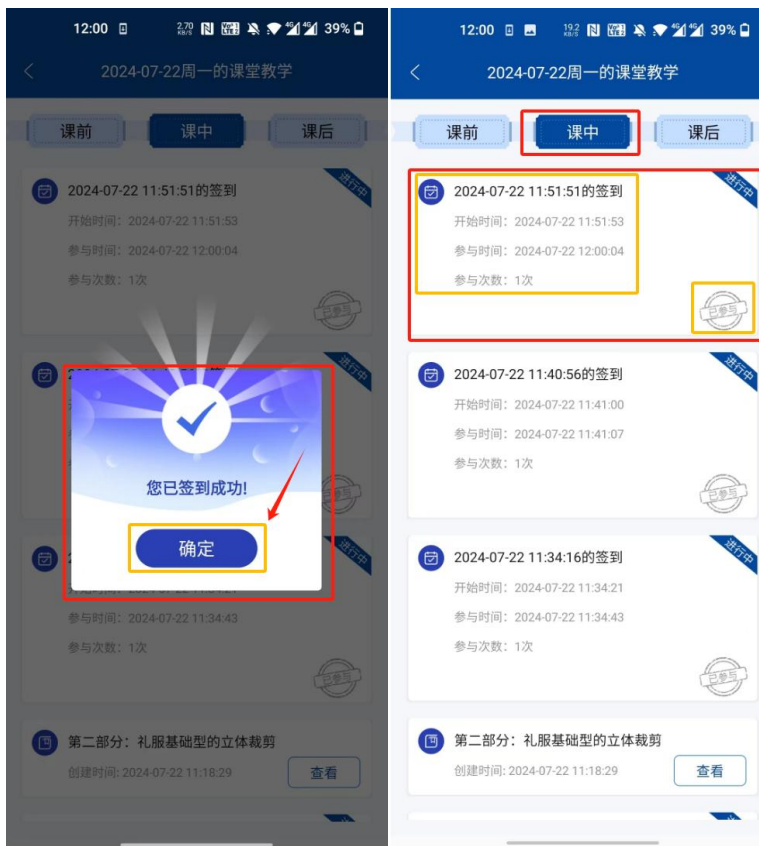 12:00
2.70 KB/S
39%
2024-07-22周一的课堂教学
课前
课中
课后
2024-07-22 11:51:51的签到
进行中
开始时间：2024-07-22 11:51:53
参与时间：2024-07-22 12:00:04
参与次数：1次
已参与
进行中
您已签到成功!
已参与
确定
进行中
参与时间：2024-07-22 11:34:43
参与次数：1次
已参与
第二部分：礼服基础型的立体裁剪
创建时间: 2024-07-22 11:18:29
查看
12:00
19.2 KB/S
39%
2024-07-22周一的课堂教学
课前
课中
课后
2024-07-22 11:51:51的签到
进行中
开始时间：2024-07-22 11:51:53
参与时间：2024-07-22 12:00:04
参与次数：1次
已参与
2024-07-22 11:40:56的签到
进行中
开始时间：2024-07-22 11:41:00
参与时间：2024-07-22 11:41:07
参与次数：1次
已参与
2024-07-22 11:34:16的签到
进行中
开始时间：2024-07-22 11:34:21
参与时间：2024-07-22 11:34:43
参与次数：1次
已参与
第二部分：礼服基础型的立体裁剪
创建时间: 2024-07-22 11:18:29
查看